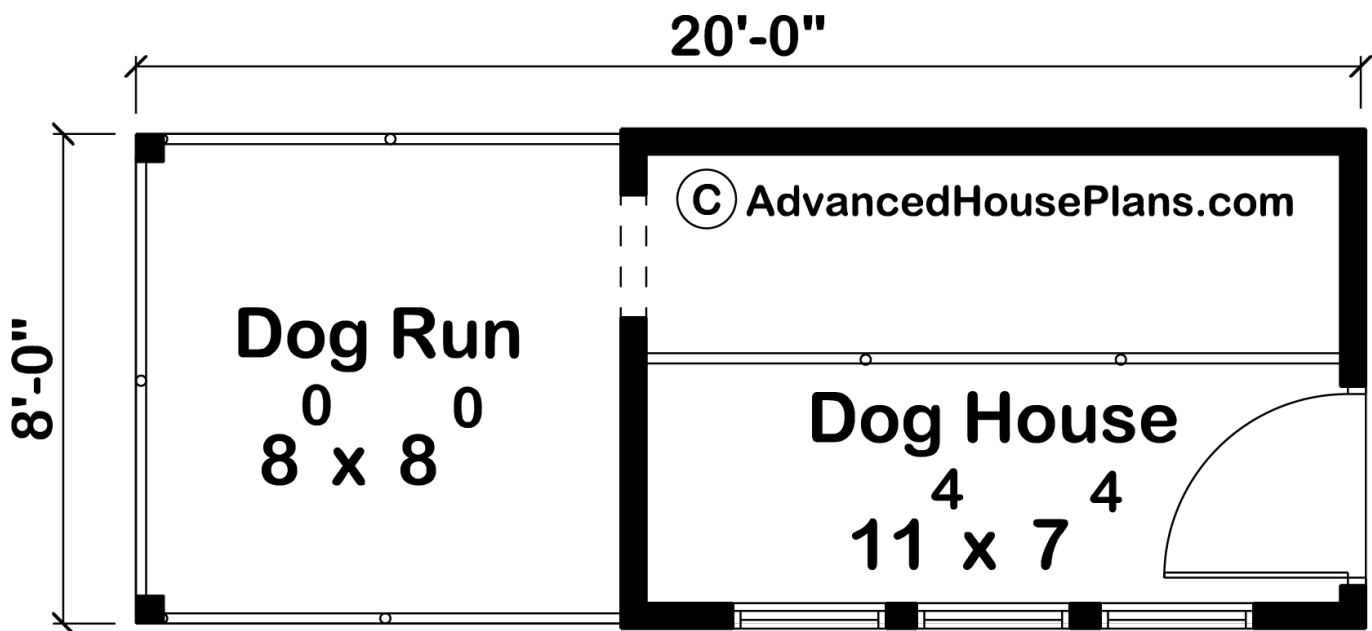 20'-0"
8'-0"
© AdvancedHousePlans.com
Dog Run
8⁰ x 8⁰
Dog House
11⁴ x 7⁴